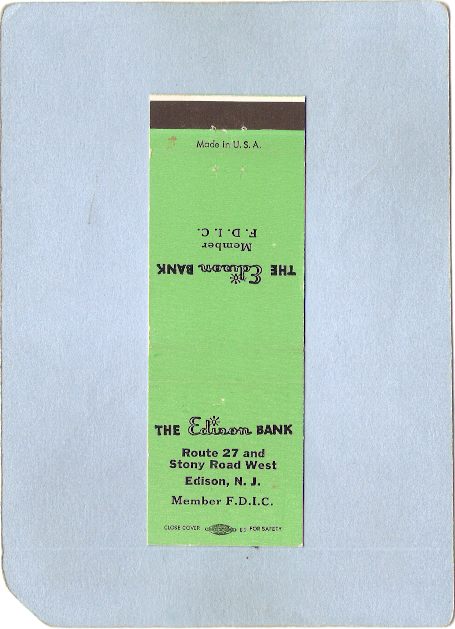 Made in U. S. A.
THE Edison BANK
Member
F. D. I. C.
THE Edison BANK
Route 27 and
Stony Road West
Edison, N. J.
Member F.D.I.C.
CLOSE COVER FOR SAFETY